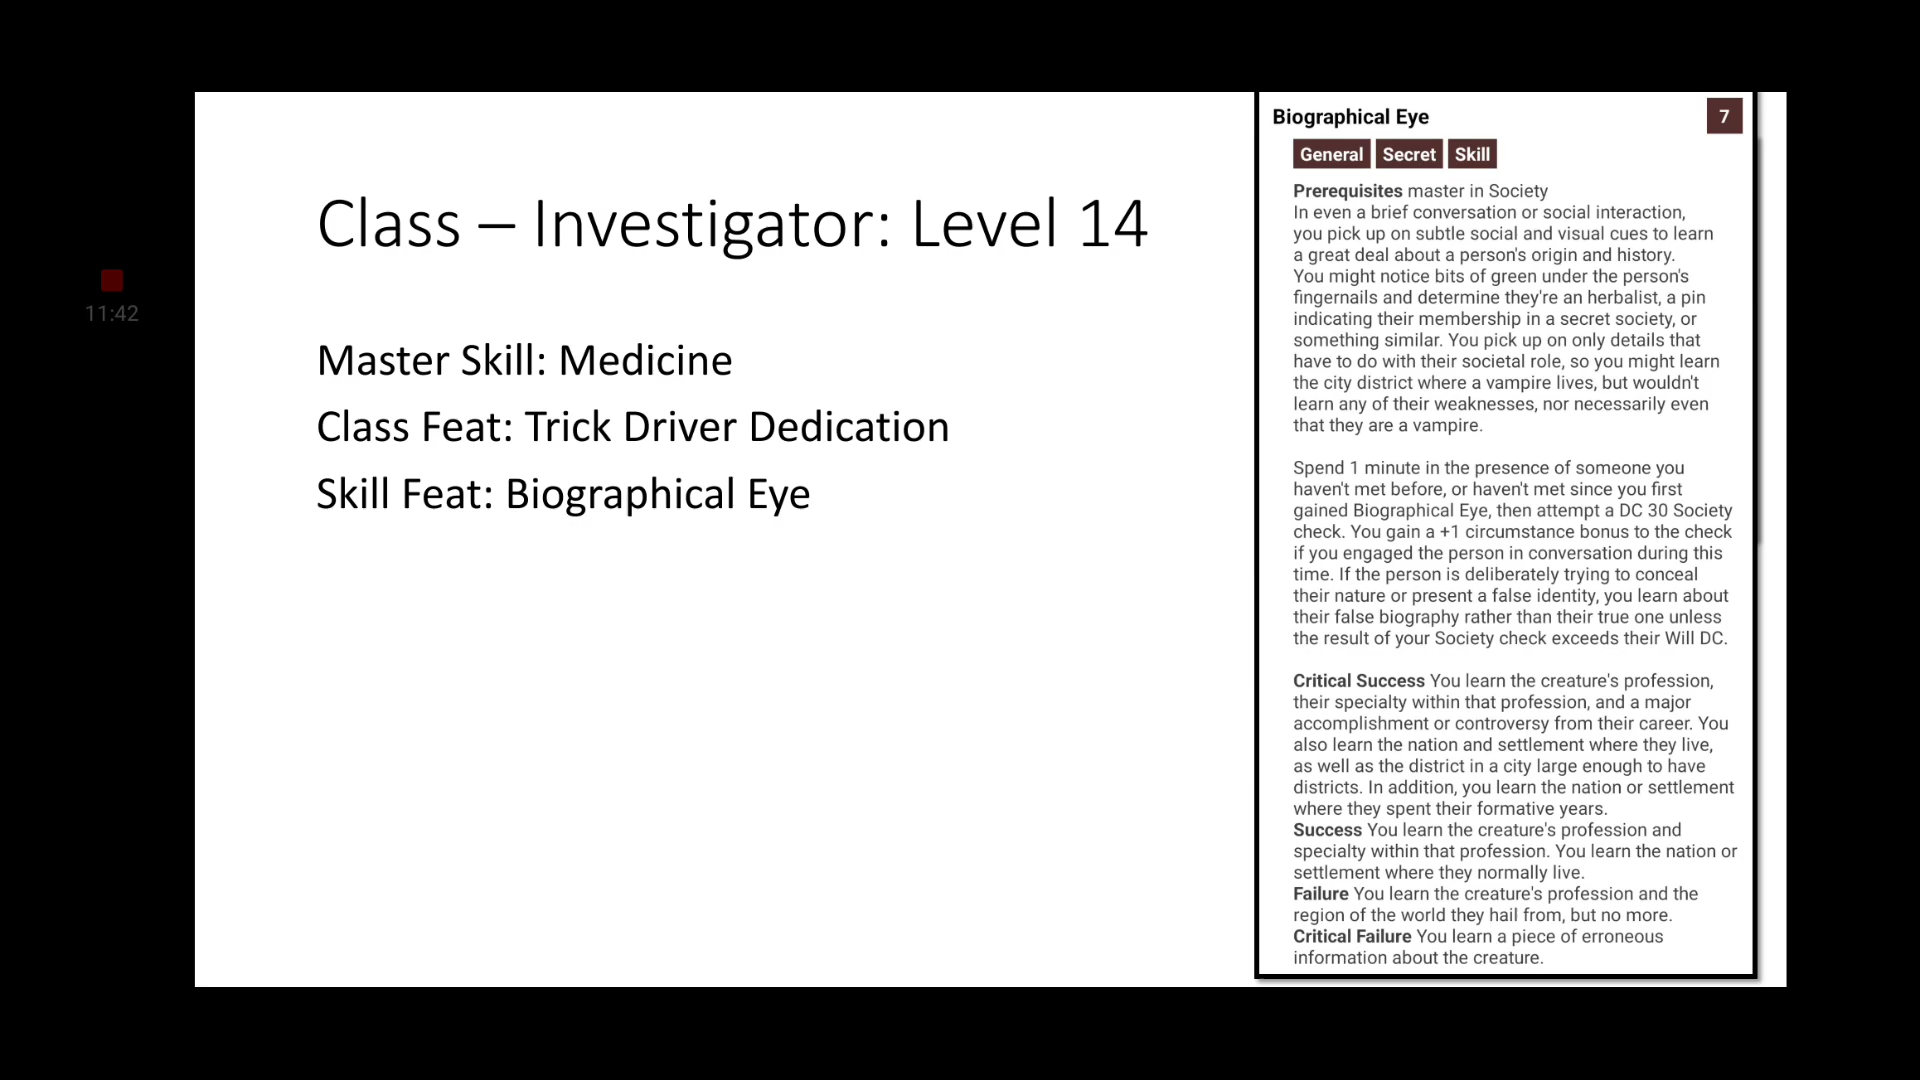 11:42
Class – Investigator: Level 14
Master Skill: Medicine
Class Feat: Trick Driver Dedication
Skill Feat: Biographical Eye
Biographical Eye
7
General Secret Skill
Prerequisites master in Society
In even a brief conversation or social interaction,
you pick up on subtle social and visual cues to learn
a great deal about a person's origin and history.
You might notice bits of green under the person's
fingernails and determine they're an herbalist, a pin
indicating their membership in a secret society, or
something similar. You pick up on only details that
have to do with their societal role, so you might learn
the city district where a vampire lives, but wouldn't
learn any of their weaknesses, nor necessarily even
that they are a vampire.
Spend 1 minute in the presence of someone you
haven't met before, or haven't met since you first
gained Biographical Eye, then attempt a DC 30 Society
check. You gain a +1 circumstance bonus to the check
if you engaged the person in conversation during this
time. If the person is deliberately trying to conceal
their nature or present a false identity, you learn about
their false biography rather than their true one unless
the result of your Society check exceeds their Will DC.
Critical Success You learn the creature's profession,
their specialty within that profession, and a major
accomplishment or controversy from their career. You
also learn the nation and settlement where they live,
as well as the district in a city large enough to have
districts. In addition, you learn the nation or settlement
where they spent their formative years.
Success You learn the creature's profession and
specialty within that profession. You learn the nation or
settlement where they normally live.
Failure You learn the creature's profession and the
region of the world they hail from, but no more.
Critical Failure You learn a piece of erroneous
information about the creature.